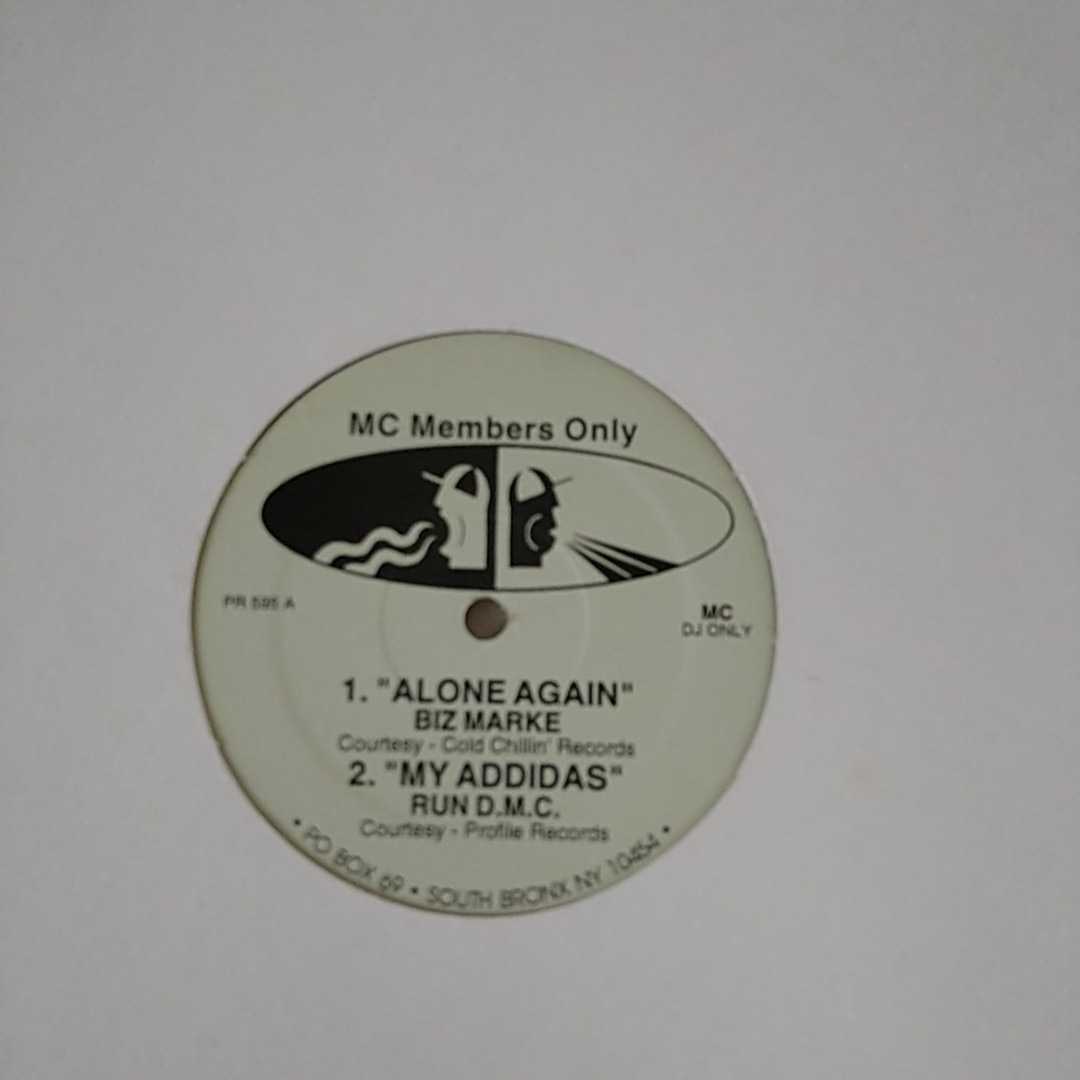 MC Members Only
PR 595 A
MC
DJ ONLY
1. "ALONE AGAIN"
BIZ MARKE
Courtesy - Cold Chillin' Records
2. "MY ADDIDAS"
RUN D.M.C.
Courtesy - Profile Records
• PO BOX 69 • SOUTH BRONX NY 10454 •